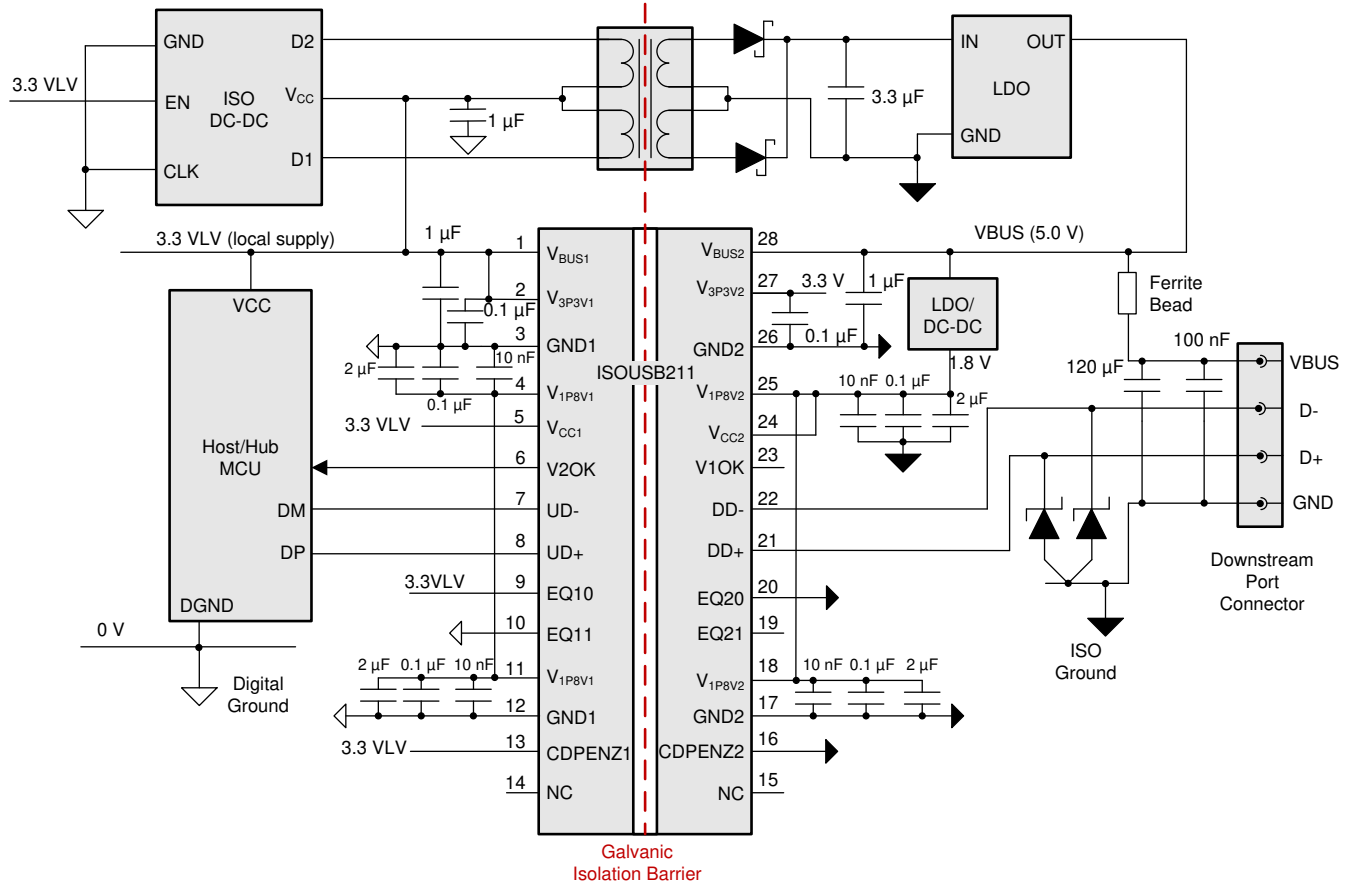 GND
D2
3.3 VLV
EN
ISO
DC-DC
VCC
1 µF
D1
CLK
3.3 µF
IN
OUT
LDO
GND
3.3 VLV (local supply)
VCC
Host/Hub
MCU
DM
DP
DGND
0 V
Digital
Ground
1 µF
0.1 µF
2 µF
10 nF
0.1 µF
3.3 VLV
3.3VLV
2 µF
0.1 µF
10 nF
3.3 VLV
1
VBUS1
2
V3P3V1
3
GND1
4
V1P8V1
5
VCC1
6
V2OK
7
UD-
8
UD+
9
EQ10
10
EQ11
11
V1P8V1
12
GND1
13
CDPENZ1
14
NC
ISOUSB211
VBUS2
28
V3P3V2
27
GND2
26
V1P8V2
25
VCC2
24
V1OK
23
DD-
22
DD+
21
EQ20
20
EQ21
19
V1P8V2
18
GND2
17
CDPENZ2
16
NC
15
VBUS (5.0 V)
3.3 V
1 µF
0.1 µF
LDO/
DC-DC
1.8 V
10 nF
0.1 µF
2 µF
10 nF
0.1 µF
2 µF
Ferrite
Bead
120 µF
100 nF
VBUS
D-
D+
GND
Downstream
Port
Connector
ISO
Ground
Galvanic
Isolation Barrier